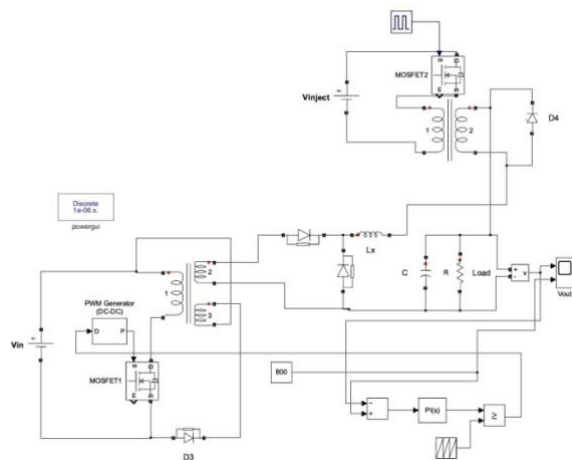 MOSFET2
Vinject
1
2
D4
Discrete
1e-06 s.
powergui
Lx
1
2
3
C
R
Load
v
Vout
PWM Generator
(DC-DC)
D
P
Vin
MOSFET1
800
PI(s)
≥
D3